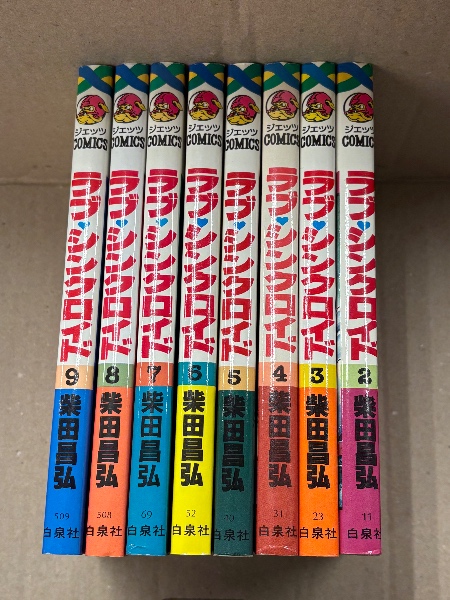 ジェッツ
COMICS
ラブ・シンクロイド
9
柴田昌弘
509
白泉社
ジェッツ
COMICS
ラブ・シンクロイド
8
柴田昌弘
508
白泉社
ジェッツ
COMICS
ラブ・シンクロイド
7
柴田昌弘
69
白泉社
ジェッツ
COMICS
ラブ・シンクロイド
6
柴田昌弘
52
白泉社
ジェッツ
COMICS
ラブ・シンクロイド
5
柴田昌弘
白泉社
ジェッツ
COMICS
ラブ・シンクロイド
4
柴田昌弘
31
白泉社
ジェッツ
COMICS
ラブ・シンクロイド
3
柴田昌弘
23
白泉社
ジェッツ
COMICS
ラブ・シンクロイド
2
柴田昌弘
白泉社